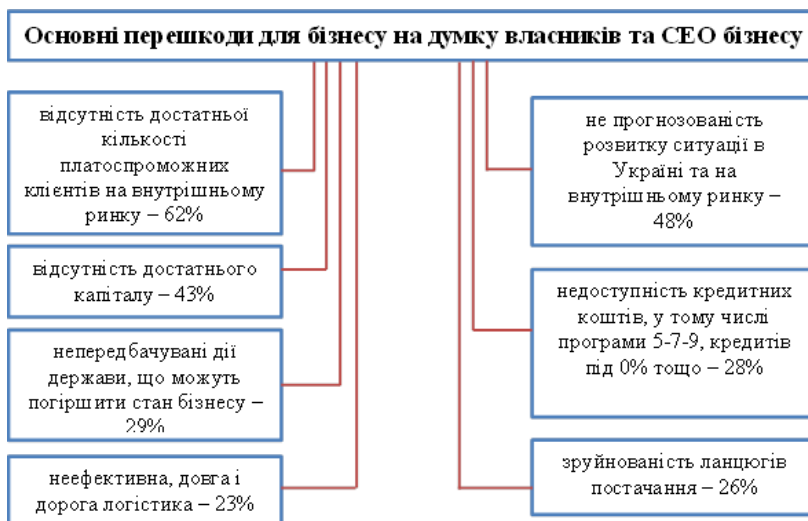 Основні перешкоди для бізнесу на думку власників та СЕО бізнесу
відсутність достатньої
кількості
платоспроможних
клієнтів на внутрішньому
ринку – 62%
відсутність достатнього
капіталу – 43%
непередбачувані дії
держави, що можуть
погіршити стан бізнесу –
29%
неефективна, довга і
дорога логістика – 23%
не прогнозованість
розвитку ситуації в
Україні та на
внутрішньому ринку –
48%
недоступність кредитних
коштів, у тому числі
програми 5-7-9, кредитів
під 0% тощо – 28%
зруйнованість ланцюгів
постачання – 26%